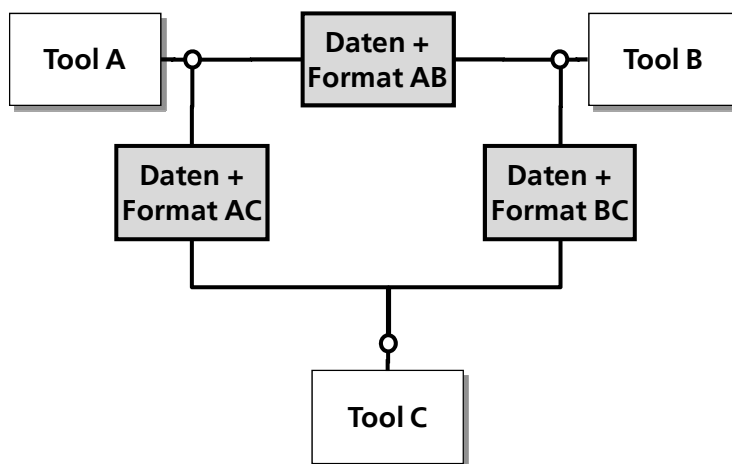 Tool A
Daten +
Format AB
Tool B
Daten +
Format AC
Daten +
Format BC
Tool C